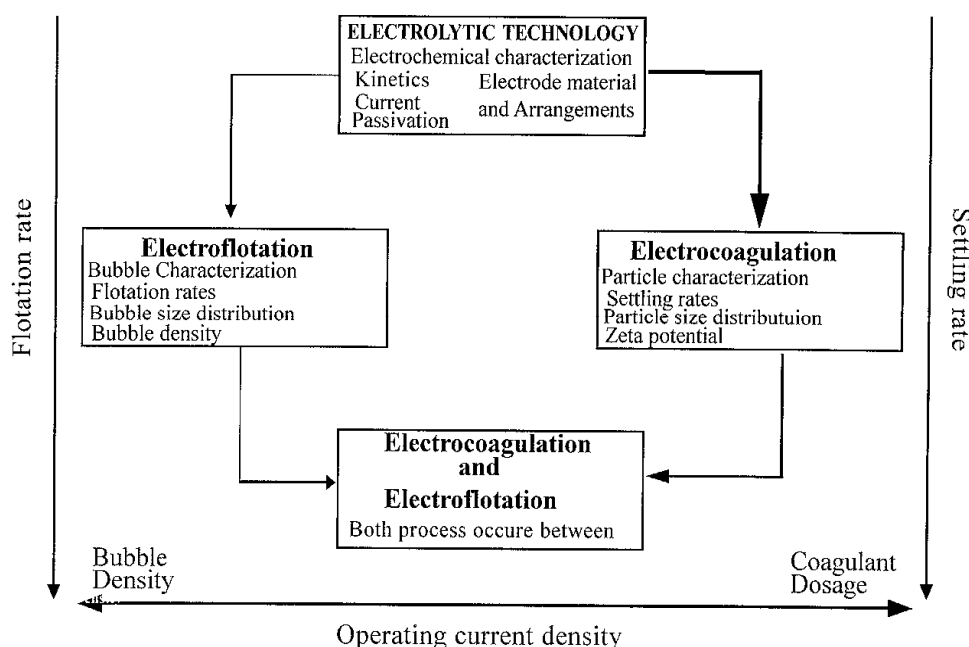 ELECTROLYTIC TECHNOLOGY
Electrochemical characterization
Kinetics
Current
Passivation
Electrode material
and Arrangements
Flotation rate
Settling rate
Electroflotation
Bubble Characterization
Flotation rates
Bubble size distribution
Bubble density
Electrocoagulation
Particle characterization
Settling rates
Particle size distributuion
Zeta potential
Electrocoagulation
and
Electroflotation
Both process occure between
Bubble
Density
Coagulant
Dosage
Operating current density